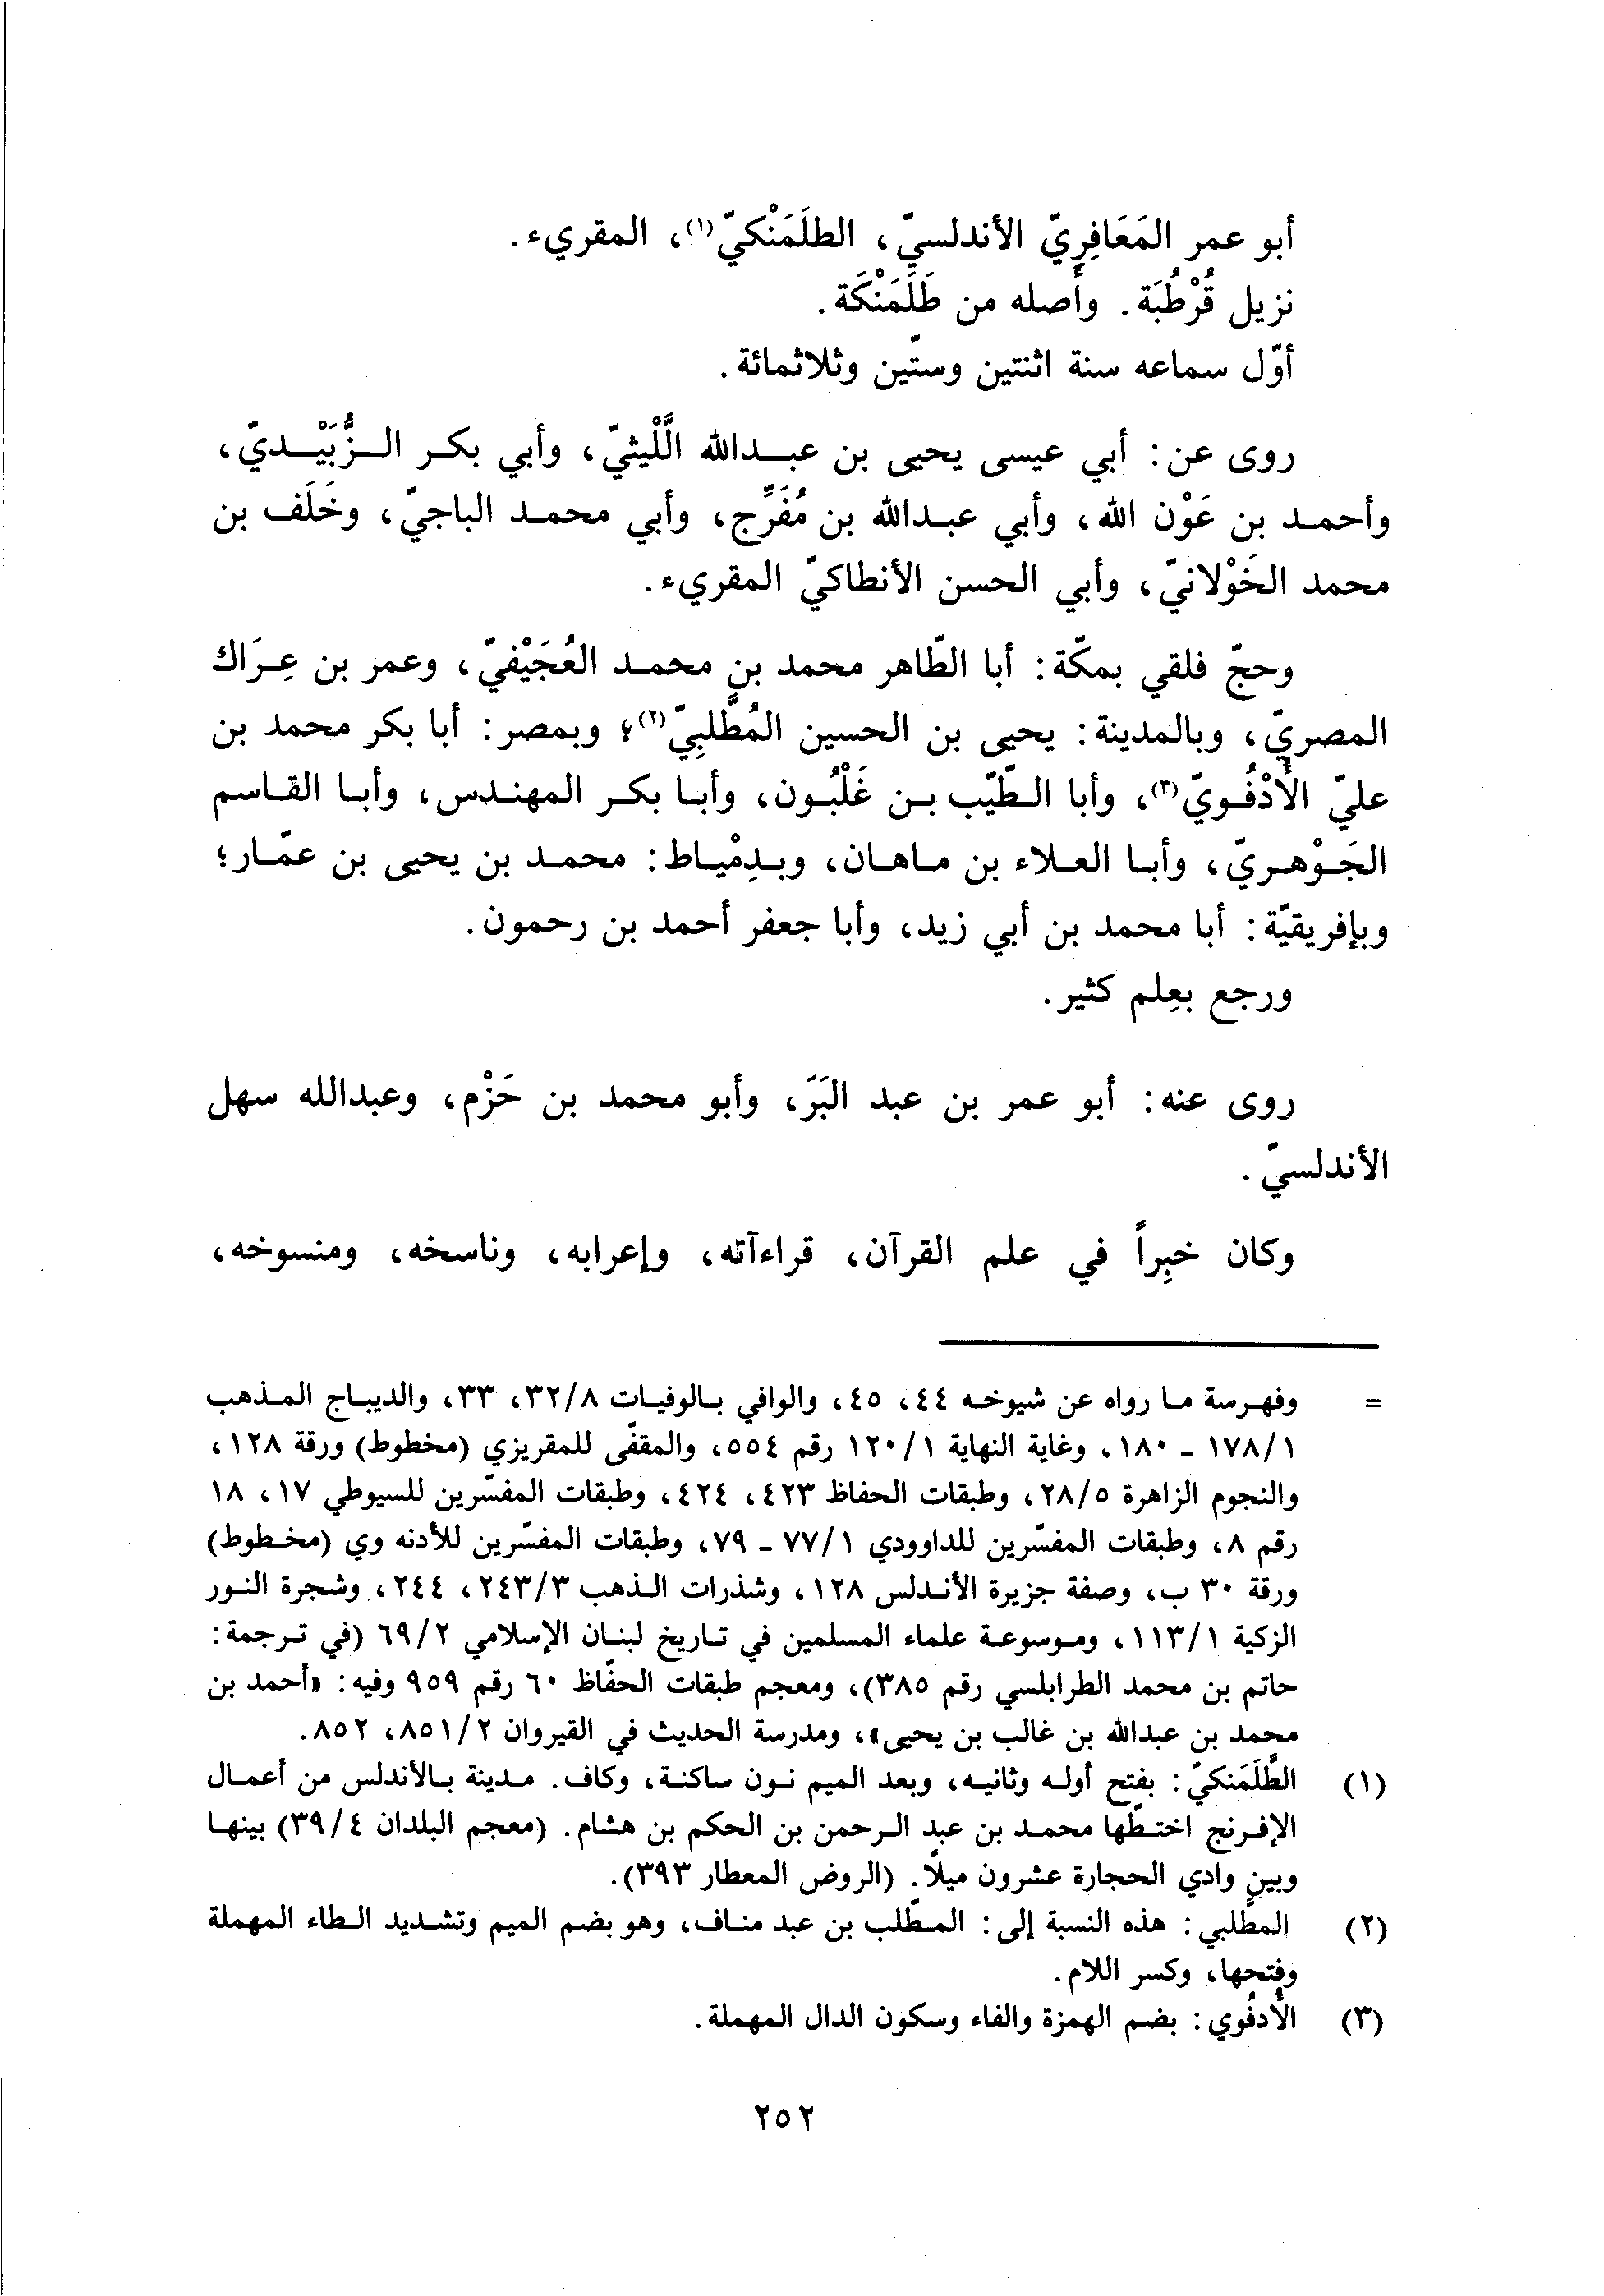 أبو عمر المَعَافِرِيّ الأندلسيّ، الطلَمَنْكيّ(١)، المقريء.
نزيل قُرْطُبَة. وأصله من طَلَمَنْكَة.
أوّل سماعه سنة اثنتين وستّين وثلاثمائة.
روى عن: أبي عيسى يحيى بن عبدالله اللَّيْثيّ، وأبي بكر الزُّبَيْديّ،
وأحمد بن عَوْن الله، وأبي عبدالله بن مُفَرِّج، وأبي محمد الباجيّ، وخَلَف بن
محمد الخَوْلانيّ، وأبي الحسن الأنطاكيّ المقريء.
وحجّ فلقي بمكّة: أبا الطّاهر محمد بن محمد العُجَيْفيّ، وعمر بن عِرَاك
المصريّ، وبالمدينة: يحيى بن الحسين المُطَّلِبيّ(٢)؛ وبمصر: أبا بكر محمد بن
عليّ الأُدْفُويّ(٣)، وأبا الطّيّب بن غَلْبُون، وأبا بكر المهندس، وأبا القاسم
الجَوْهريّ، وأبا العلاء بن ماهان، وبدِمْياط: محمد بن يحيى بن عمّار؛
وبإفريقيّة: أبا محمد بن أبي زيد، وأبا جعفر أحمد بن رحمون.
ورجع بعِلم كثير.
روى عنه: أبو عمر بن عبد البَرّ، وأبو محمد بن حَزْم، وعبدالله سهل
الأندلسيّ.
وكان خبِراً في علم القرآن، قراءآته، وإعرابه، وناسخه، ومنسوخه،
= وفهرسة ما رواه عن شيوخه ٤٤، ٤٥، والوافي بالوفيات ٣٢/٨، ٣٣، والديباج المذهب
١٧٨/١ - ١٨٠، وغاية النهاية ١٢٠/١ رقم ٥٥٤، والمقفّى للمقريزي (مخطوط) ورقة ١٢٨،
والنجوم الزاهرة ٢٨/٥، وطبقات الحفاظ ٤٢٣، ٤٢٤، وطبقات المفسّرين للسيوطي ١٧، ١٨
رقم ٨، وطبقات المفسّرين للداوودي ٧٧/١ - ٧٩، وطبقات المفسّرين للأدنه وي (مخطوط)
ورقة ٣٠ ب، وصفة جزيرة الأندلس ١٢٨، وشذرات الذهب ٢٤٣/٣، ٢٤٤، وشجرة النور
الزكية ١١٣/١، وموسوعة علماء المسلمين في تاريخ لبنان الإسلامي ٦٩/٢ (في ترجمة:
حاتم بن محمد الطرابلسي رقم ٣٨٥)، ومعجم طبقات الحفّاظ ٦٠ رقم ٩٥٩ وفيه: «أحمد بن
محمد بن عبدالله بن غالب بن يحيى»، ومدرسة الحديث في القيروان ٨٥١/٢، ٨٥٢.
(١) الطَّلَمَنكيّ: بفتح أوله وثانيه، وبعد الميم نون ساكنة، وكاف. مدينة بالأندلس من أعمال
الإفرنج اختطّها محمد بن عبد الرحمن بن الحكم بن هشام. (معجم البلدان ٣٩/٤) بينها
وبين وادي الحجارة عشرون ميلاً. (الروض المعطار ٣٩٣).
(٢) المطَّلبي: هذه النسبة إلى: المطّلب بن عبد مناف، وهو بضم الميم وتشديد الطاء المهملة
وفتحها، وكسر اللام.
(٣) الأُدفُوي: بضم الهمزة والفاء وسكون الدال المهملة.
٢٥٢